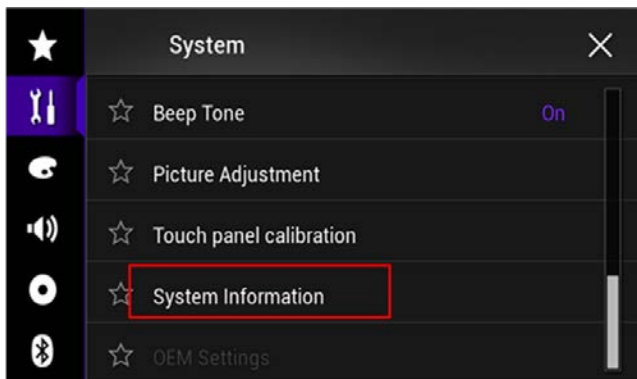 System
Beep Tone On
Picture Adjustment
Touch panel calibration
System Information
OEM Settings